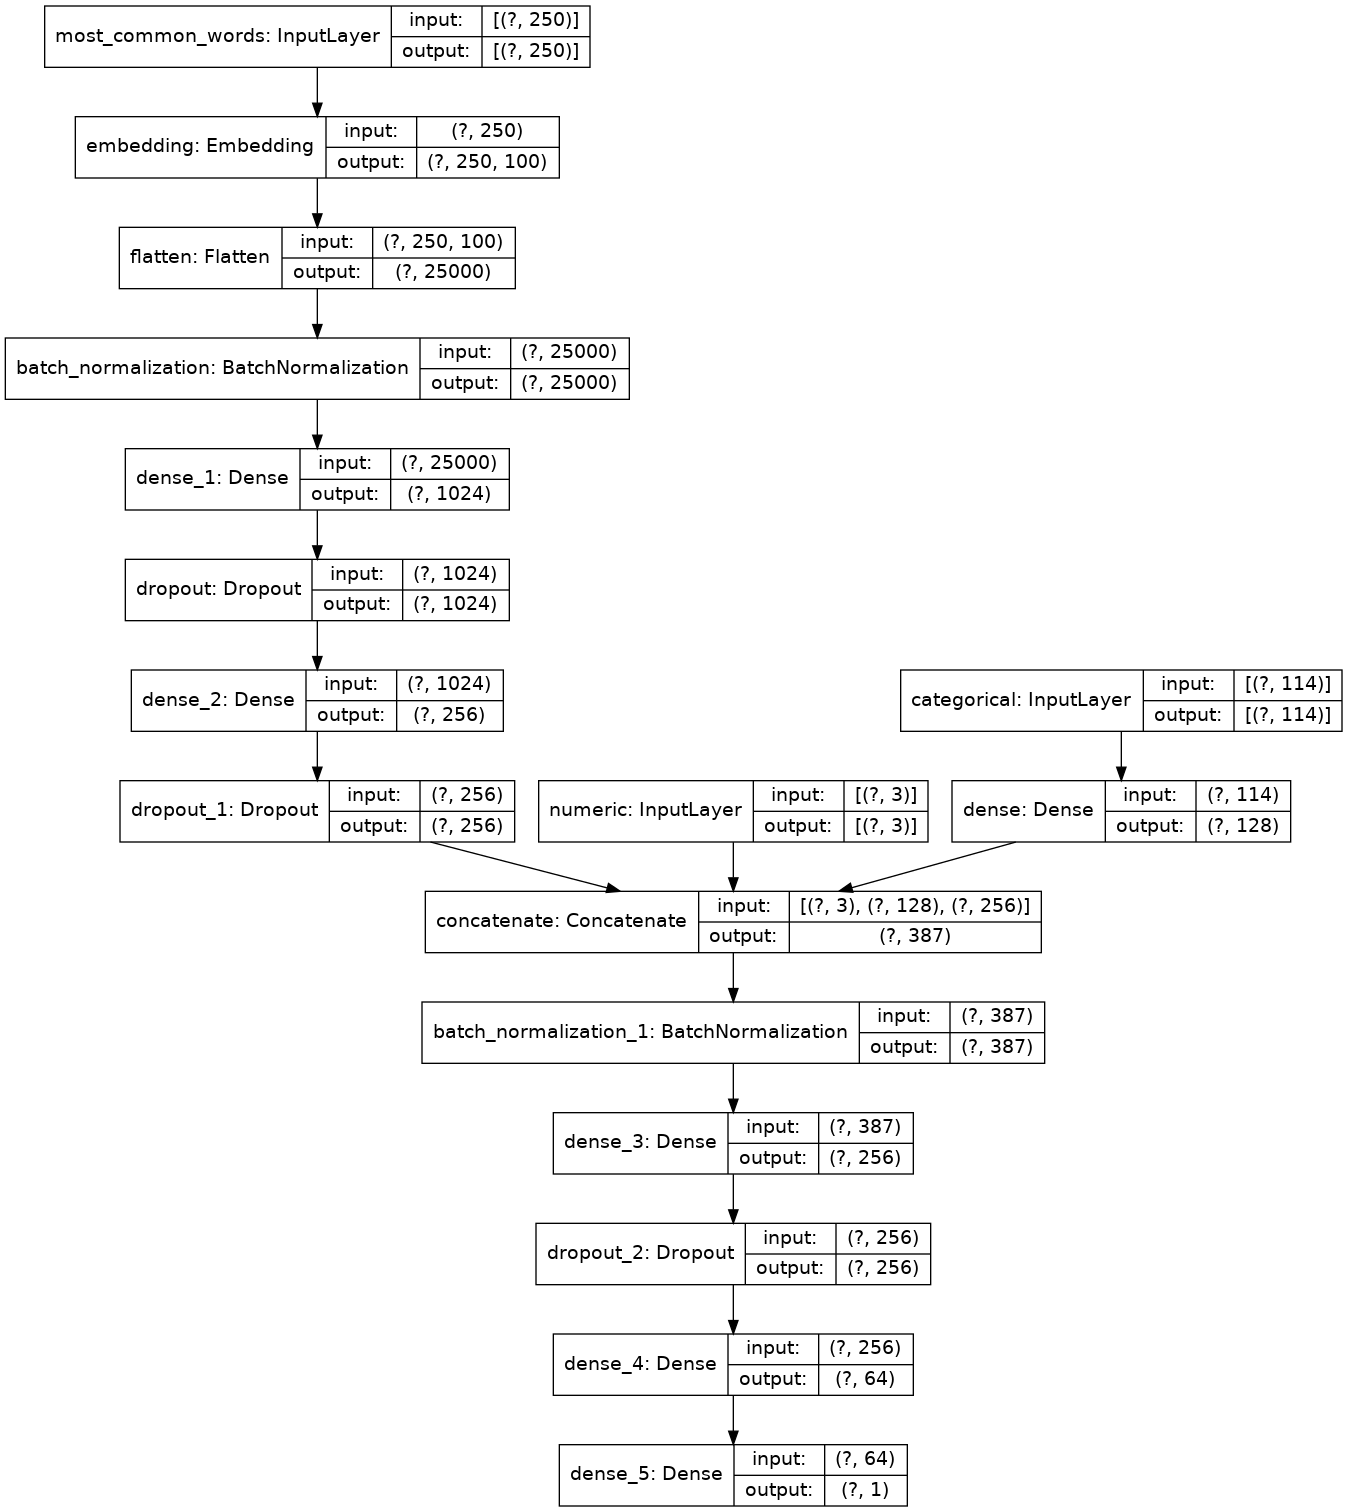 most_common_words: InputLayer
input:
[(?, 250)]
output:
[(?, 250)]
embedding: Embedding
input:
(?, 250)
output:
(?, 250, 100)
flatten: Flatten
input:
(?, 250, 100)
output:
(?, 25000)
batch_normalization: BatchNormalization
input:
(?, 25000)
output:
(?, 25000)
dense_1: Dense
input:
(?, 25000)
output:
(?, 1024)
dropout: Dropout
input:
(?, 1024)
output:
(?, 1024)
dense_2: Dense
input:
(?, 1024)
output:
(?, 256)
categorical: InputLayer
input:
[(?, 114)]
output:
[(?, 114)]
dropout_1: Dropout
input:
(?, 256)
output:
(?, 256)
numeric: InputLayer
input:
[(?, 3)]
output:
[(?, 3)]
dense: Dense
input:
(?, 114)
output:
(?, 128)
concatenate: Concatenate
input:
[(?, 3), (?, 128), (?, 256)]
output:
(?, 387)
batch_normalization_1: BatchNormalization
input:
(?, 387)
output:
(?, 387)
dense_3: Dense
input:
(?, 387)
output:
(?, 256)
dropout_2: Dropout
input:
(?, 256)
output:
(?, 256)
dense_4: Dense
input:
(?, 256)
output:
(?, 64)
dense_5: Dense
input:
(?, 64)
output:
(?, 1)